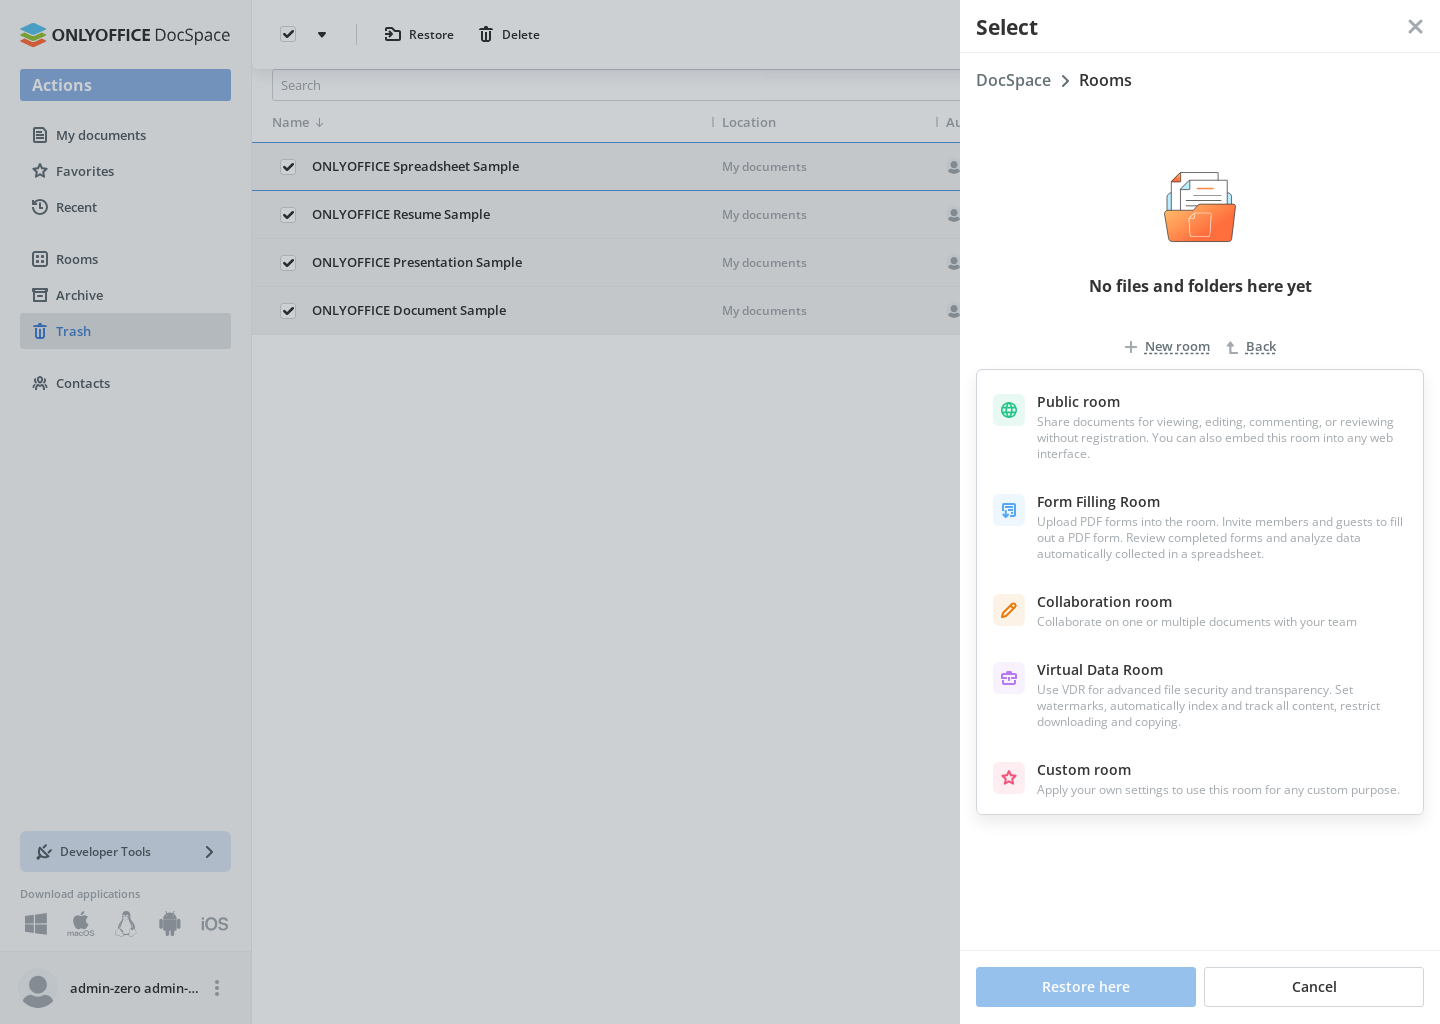 ONLYOFFICE DocSpace
Actions
My documents
Favorites
Recent
Rooms
Archive
Trash
Contacts
Developer Tools
Download applications
macOS
iOS
admin-zero admin-...
Restore
Delete
Search
Name
Location
ONLYOFFICE Spreadsheet Sample
My documents
ONLYOFFICE Resume Sample
My documents
ONLYOFFICE Presentation Sample
My documents
ONLYOFFICE Document Sample
My documents
Select
DocSpace
Rooms
No files and folders here yet
New room
Back
Public room
Share documents for viewing, editing, commenting, or reviewing
without registration. You can also embed this room into any web
interface.
Form Filling Room
Upload PDF forms into the room. Invite members and guests to fill
out a PDF form. Review completed forms and analyze data
automatically collected in a spreadsheet.
Collaboration room
Collaborate on one or multiple documents with your team
Virtual Data Room
Use VDR for advanced file security and transparency. Set
watermarks, automatically index and track all content, restrict
downloading and copying.
Custom room
Apply your own settings to use this room for any custom purpose.
Restore here
Cancel